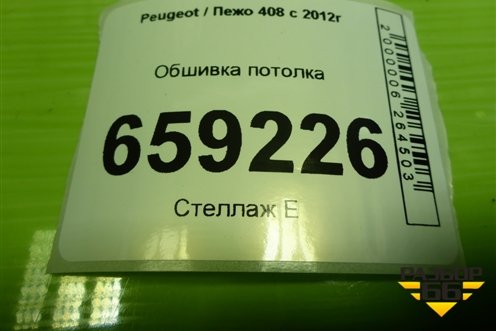 Peugeot / Пежо 408 с 2012г
Обшивка потолка
659226
Стеллаж Е
2000006264503
РАЗБОР
66